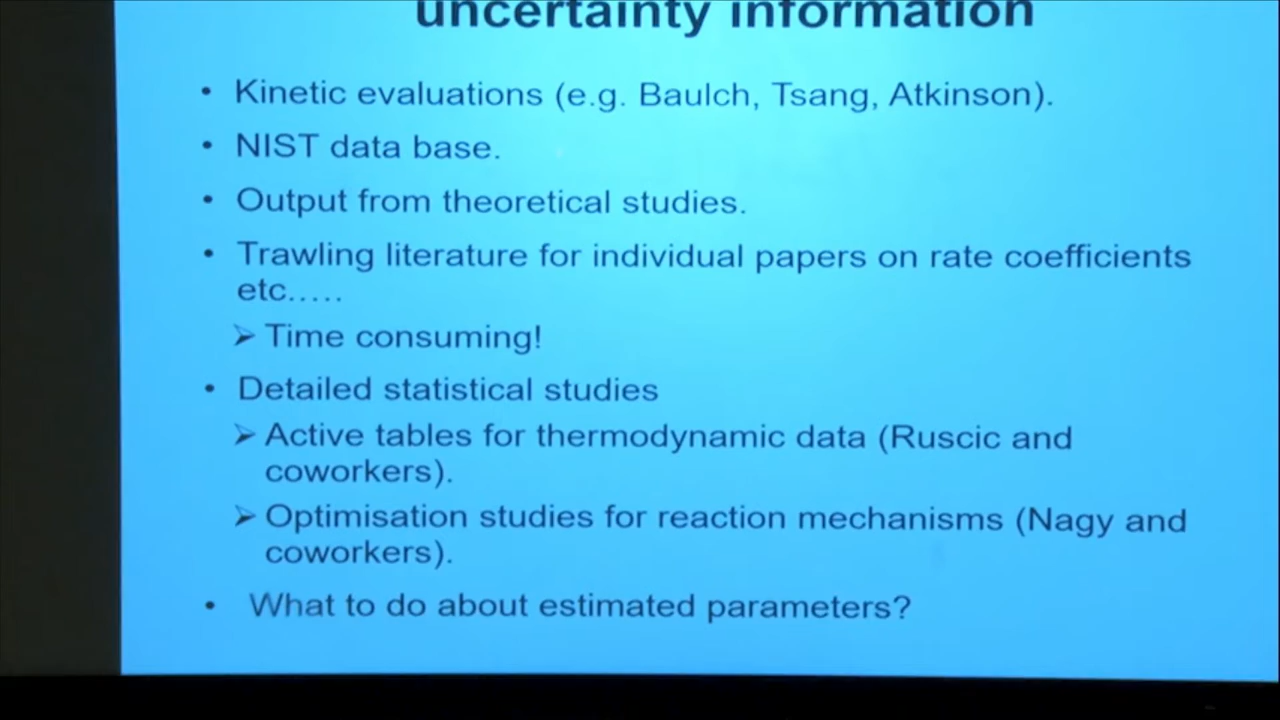 uncertainty information
• Kinetic evaluations (e.g. Baulch, Tsang, Atkinson).
• NIST data base.
• Output from theoretical studies.
• Trawling literature for individual papers on rate coefficients
etc.....
➢ Time consuming!
• Detailed statistical studies
➢ Active tables for thermodynamic data (Ruscic and
coworkers).
➢ Optimisation studies for reaction mechanisms (Nagy and
coworkers).
• What to do about estimated parameters?